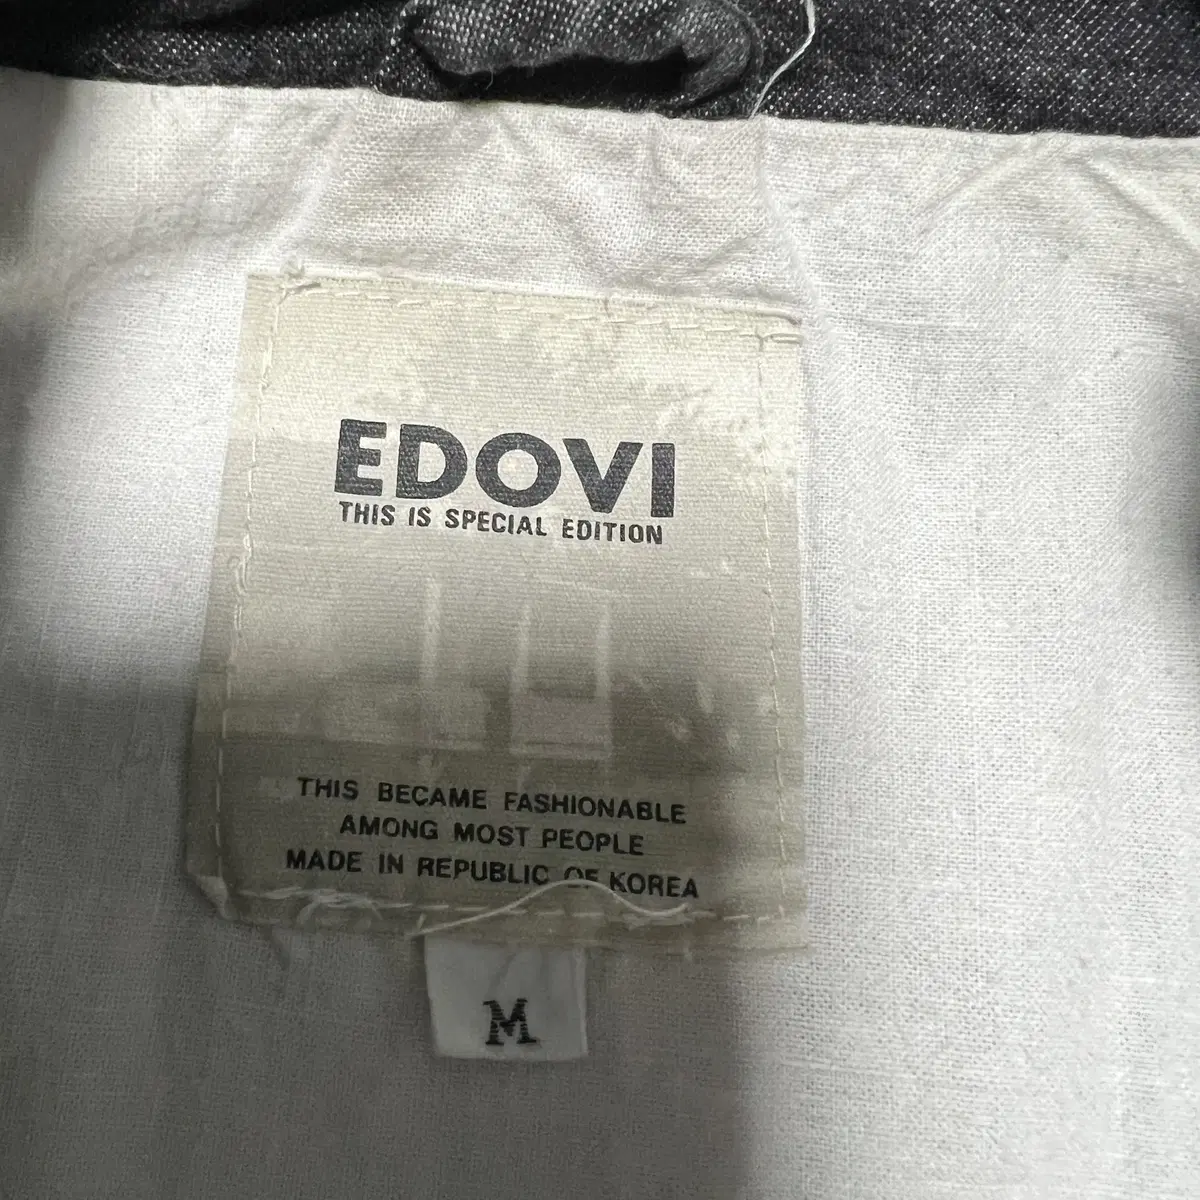 EDOVI
THIS IS SPECIAL EDITION
THIS BECAME FASHIONABLE
AMONG MOST PEOPLE
MADE IN REPUBLIC OF KOREA
M